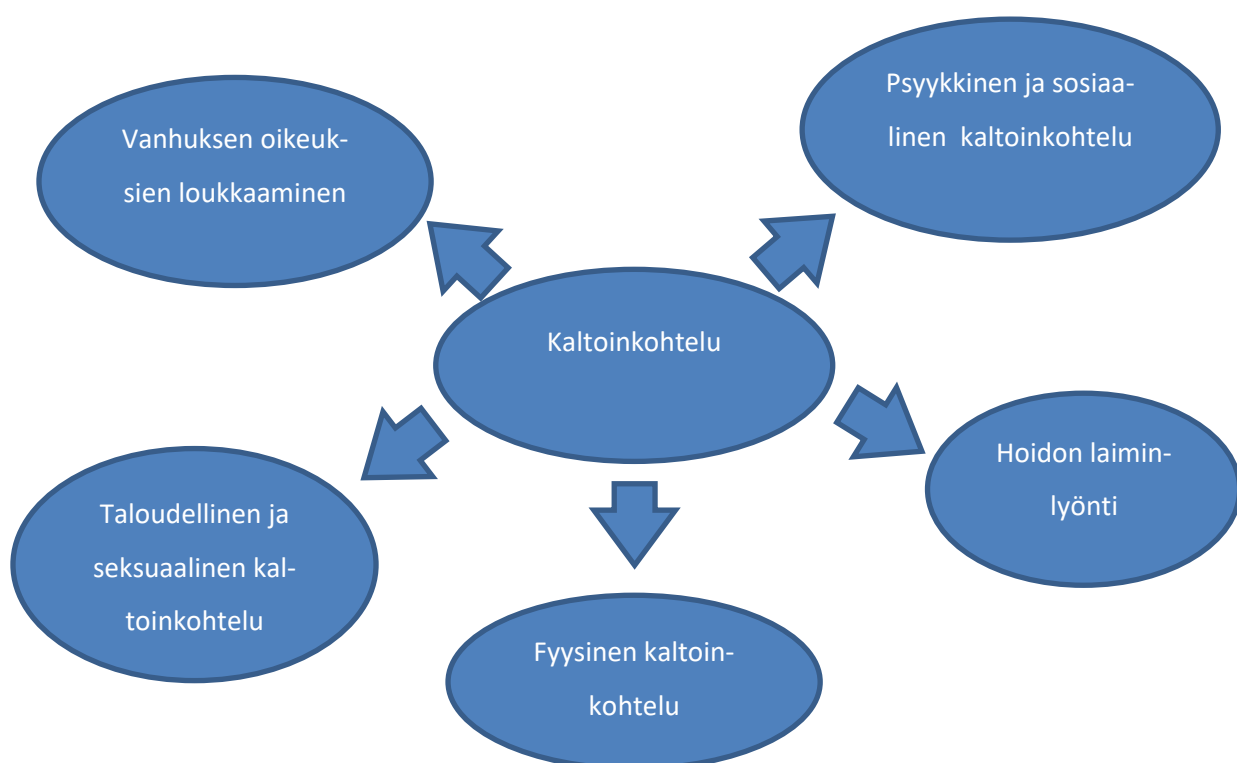 Psyykkinen ja sosiaa-
linen kaltoinkohtelu
Vanhuksen oikeuk-
sien loukkaaminen
Kaltoinkohtelu
Hoidon laimin-
lyönti
Taloudellinen ja
seksuaalinen kal-
toinkohtelu
Fyysinen kaltoin-
kohtelu